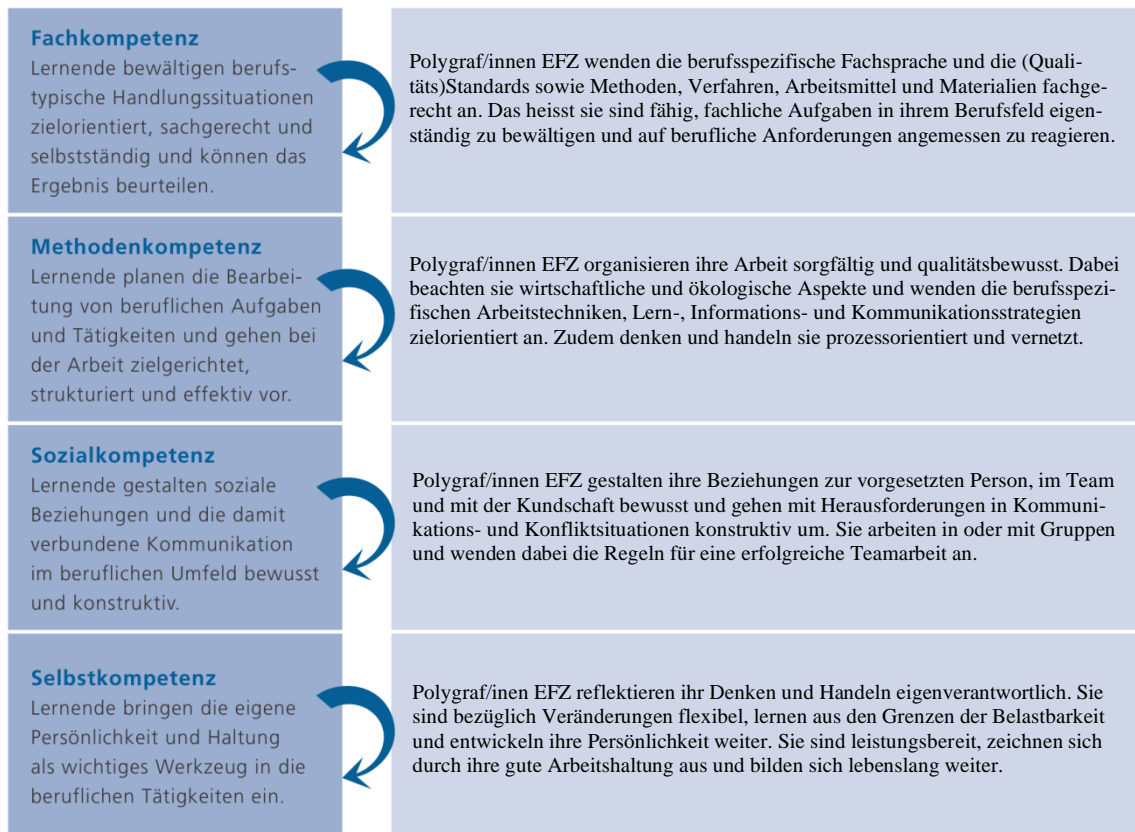 Fachkompetenz
Lernende bewältigen berufs-
typische Handlungssituationen
zielorientiert, sachgerecht und
selbstständig und können das
Ergebnis beurteilen.
Polygraf/innen EFZ wenden die berufsspezifische Fachsprache und die (Quali-
täts)Standards sowie Methoden, Verfahren, Arbeitsmittel und Materialien fachge-
recht an. Das heisst sie sind fähig, fachliche Aufgaben in ihrem Berufsfeld eigen-
ständig zu bewältigen und auf berufliche Anforderungen angemessen zu reagieren.
Methodenkompetenz
Lernende planen die Bearbei-
tung von beruflichen Aufgaben
und Tätigkeiten und gehen bei
der Arbeit zielgerichtet,
strukturiert und effektiv vor.
Polygraf/innen EFZ organisieren ihre Arbeit sorgfältig und qualitätsbewusst. Dabei
beachten sie wirtschaftliche und ökologische Aspekte und wenden die berufsspezi-
fischen Arbeitstechniken, Lern-, Informations- und Kommunikationsstrategien
zielorientiert an. Zudem denken und handeln sie prozessorientiert und vernetzt.
Sozialkompetenz
Lernende gestalten soziale
Beziehungen und die damit
verbundene Kommunikation
im beruflichen Umfeld bewusst
und konstruktiv.
Polygraf/innen EFZ gestalten ihre Beziehungen zur vorgesetzten Person, im Team
und mit der Kundschaft bewusst und gehen mit Herausforderungen in Kommuni-
kations- und Konfliktsituationen konstruktiv um. Sie arbeiten in oder mit Gruppen
und wenden dabei die Regeln für eine erfolgreiche Teamarbeit an.
Selbstkompetenz
Lernende bringen die eigene
Persönlichkeit und Haltung
als wichtiges Werkzeug in die
beruflichen Tätigkeiten ein.
Polygraf/inen EFZ reflektieren ihr Denken und Handeln eigenverantwortlich. Sie
sind bezüglich Veränderungen flexibel, lernen aus den Grenzen der Belastbarkeit
und entwickeln ihre Persönlichkeit weiter. Sie sind leistungsbereit, zeichnen sich
durch ihre gute Arbeitshaltung aus und bilden sich lebenslang weiter.